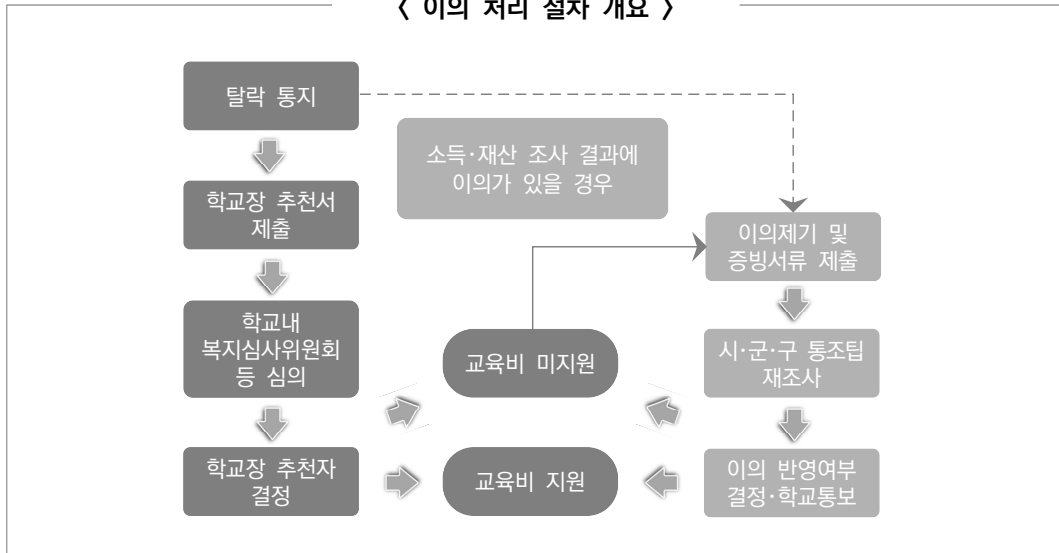 〈 이의 처리 절차 개요 〉
탈락 통지
소득·재산 조사 결과에
이의가 있을 경우
학교장 추천서
제출
이의제기 및
증빙서류 제출
학교내
복지심사위원회
등 심의
교육비 미지원
시·군·구 통조팀
재조사
학교장 추천자
결정
교육비 지원
이의 반영여부
결정·학교통보